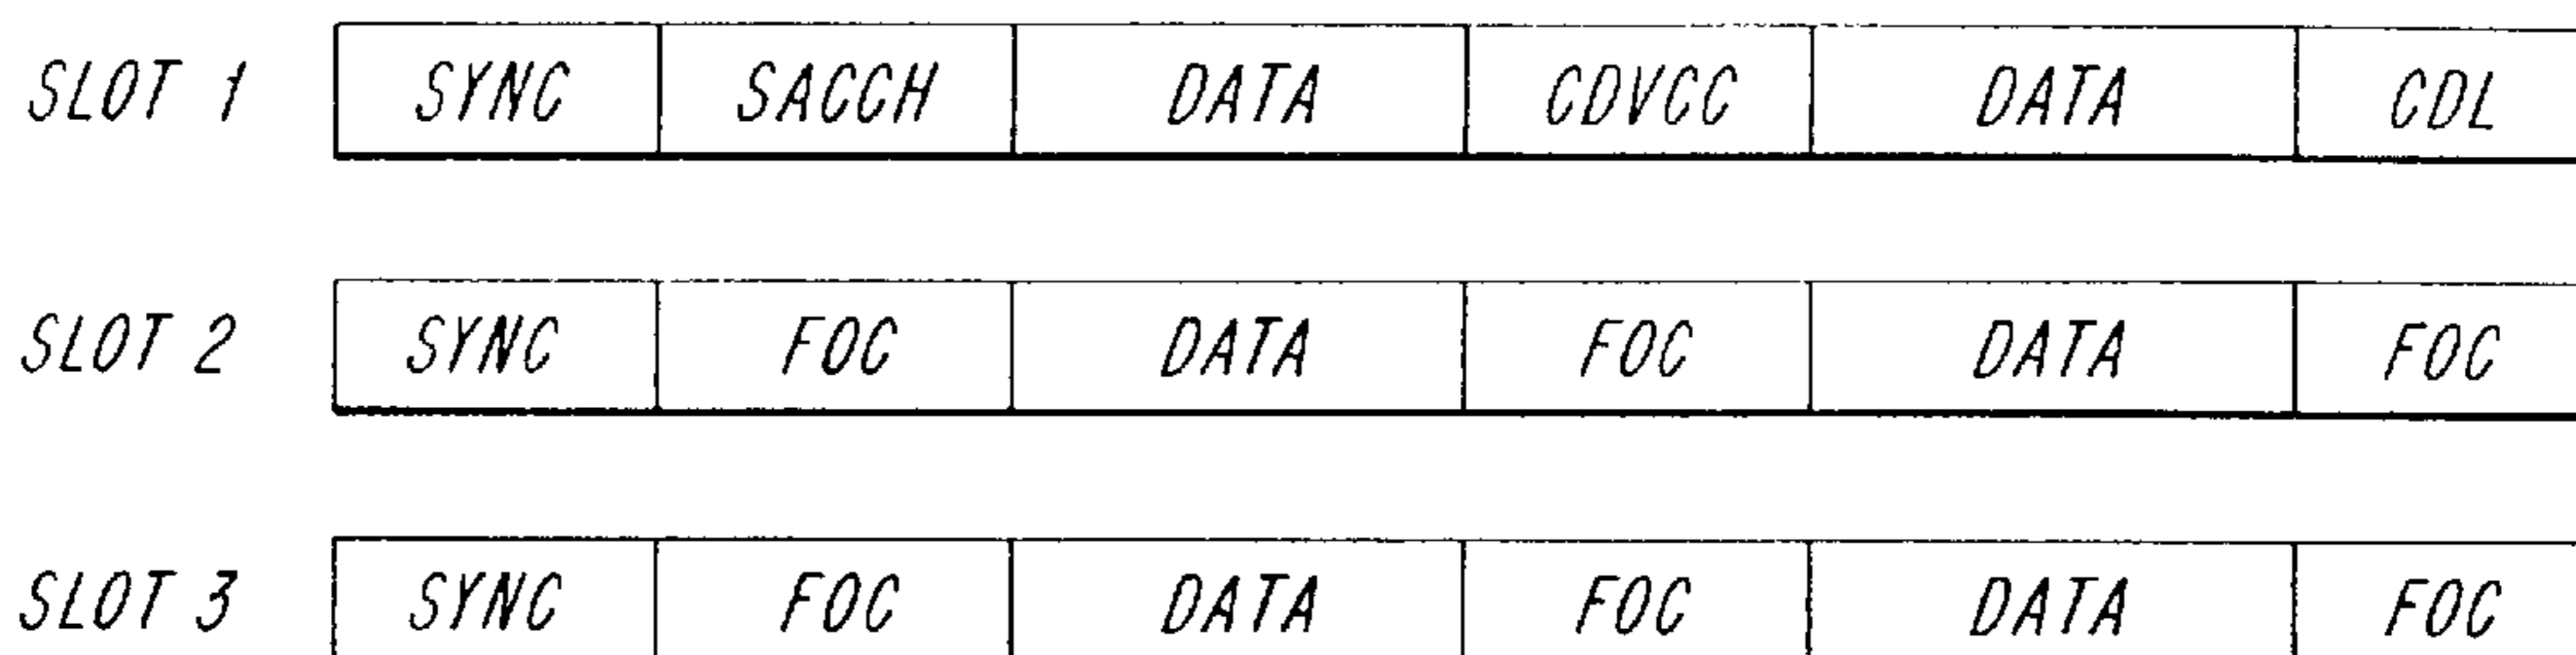 SLOT 1 SYNC SACCH DATA CDVCC DATA CDL
SLOT 2 SYNC FOC DATA FOC DATA FOC
SLOT 3 SYNC FOC DATA FOC DATA FOC